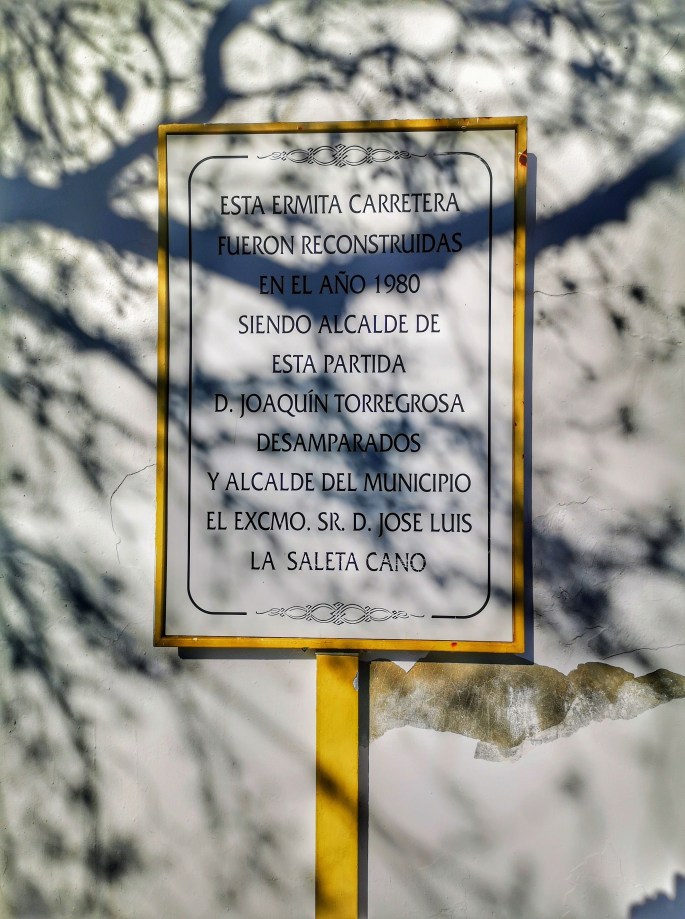 ESTA ERMITA CARRETERA
FUERON RECONSTRUIDAS
EN EL AÑO 1980
SIENDO ALCALDE DE
ESTA PARTIDA
D. JOAQUÍN TORREGROSA
DESAMPARADOS
Y ALCALDE DEL MUNICIPIO
EL EXCMO. SR. D. JOSE LUIS
LA SALETA CANO